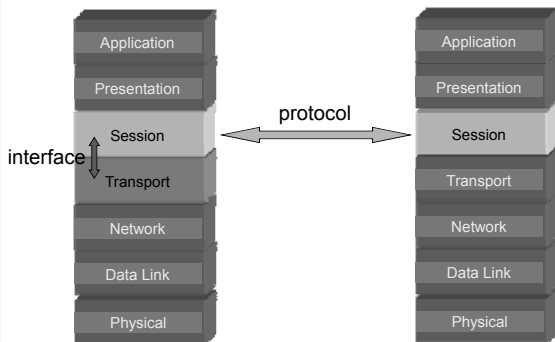 Application
Presentation
Session
Transport
Network
Data Link
Physical
interface
protocol
Application
Presentation
Session
Transport
Network
Data Link
Physical